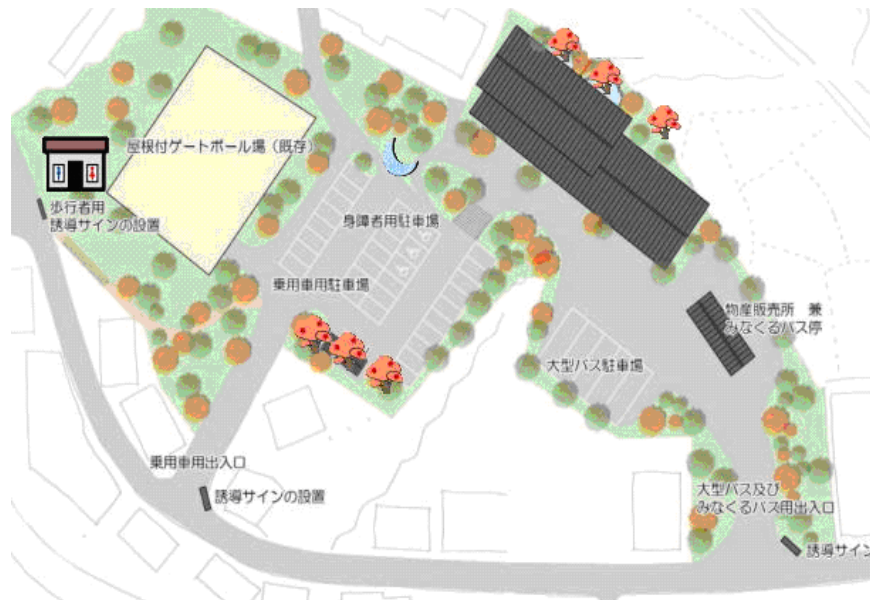 屋根付ゲートボール場（既存）
歩行者用
誘導サインの設置
身障者用駐車場
乗用車用駐車場
物産販売所　兼
みなくるバス停
大型バス駐車場
乗用車用出入口
誘導サインの設置
大型バス及び
みなくるバス用出入口
誘導サイン